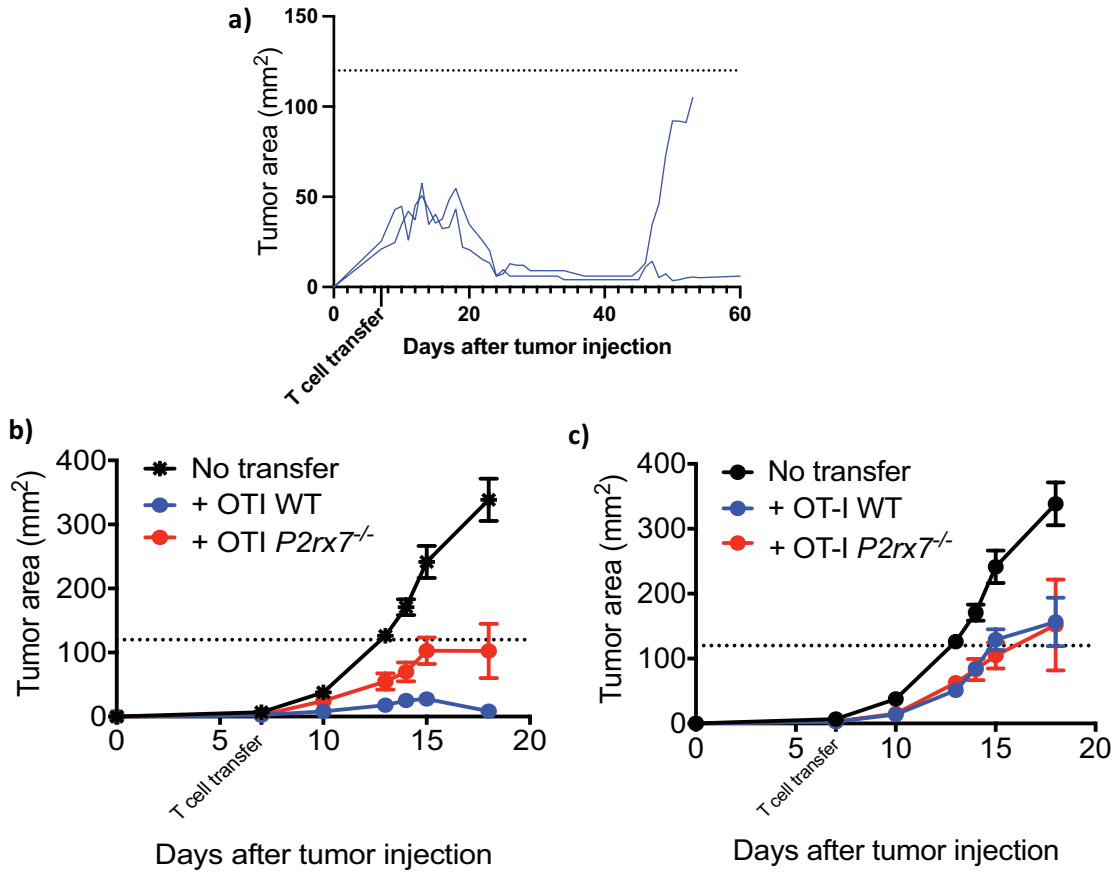 a)
Tumor area (mm²)
150
100
50
0
0
20
40
60
T cell transfer
Days after tumor injection
b)
No transfer
+ OTI WT
+ OTI P2rx7-/-
Tumor area (mm²)
400
300
200
100
0
0
10
15
20
T cell transfer
Days after tumor injection
c)
No transfer
+ OT-I WT
+ OT-I P2rx7-/-
Tumor area (mm²)
400
300
200
100
0
0
5
10
15
20
T cell transfer
Days after tumor injection